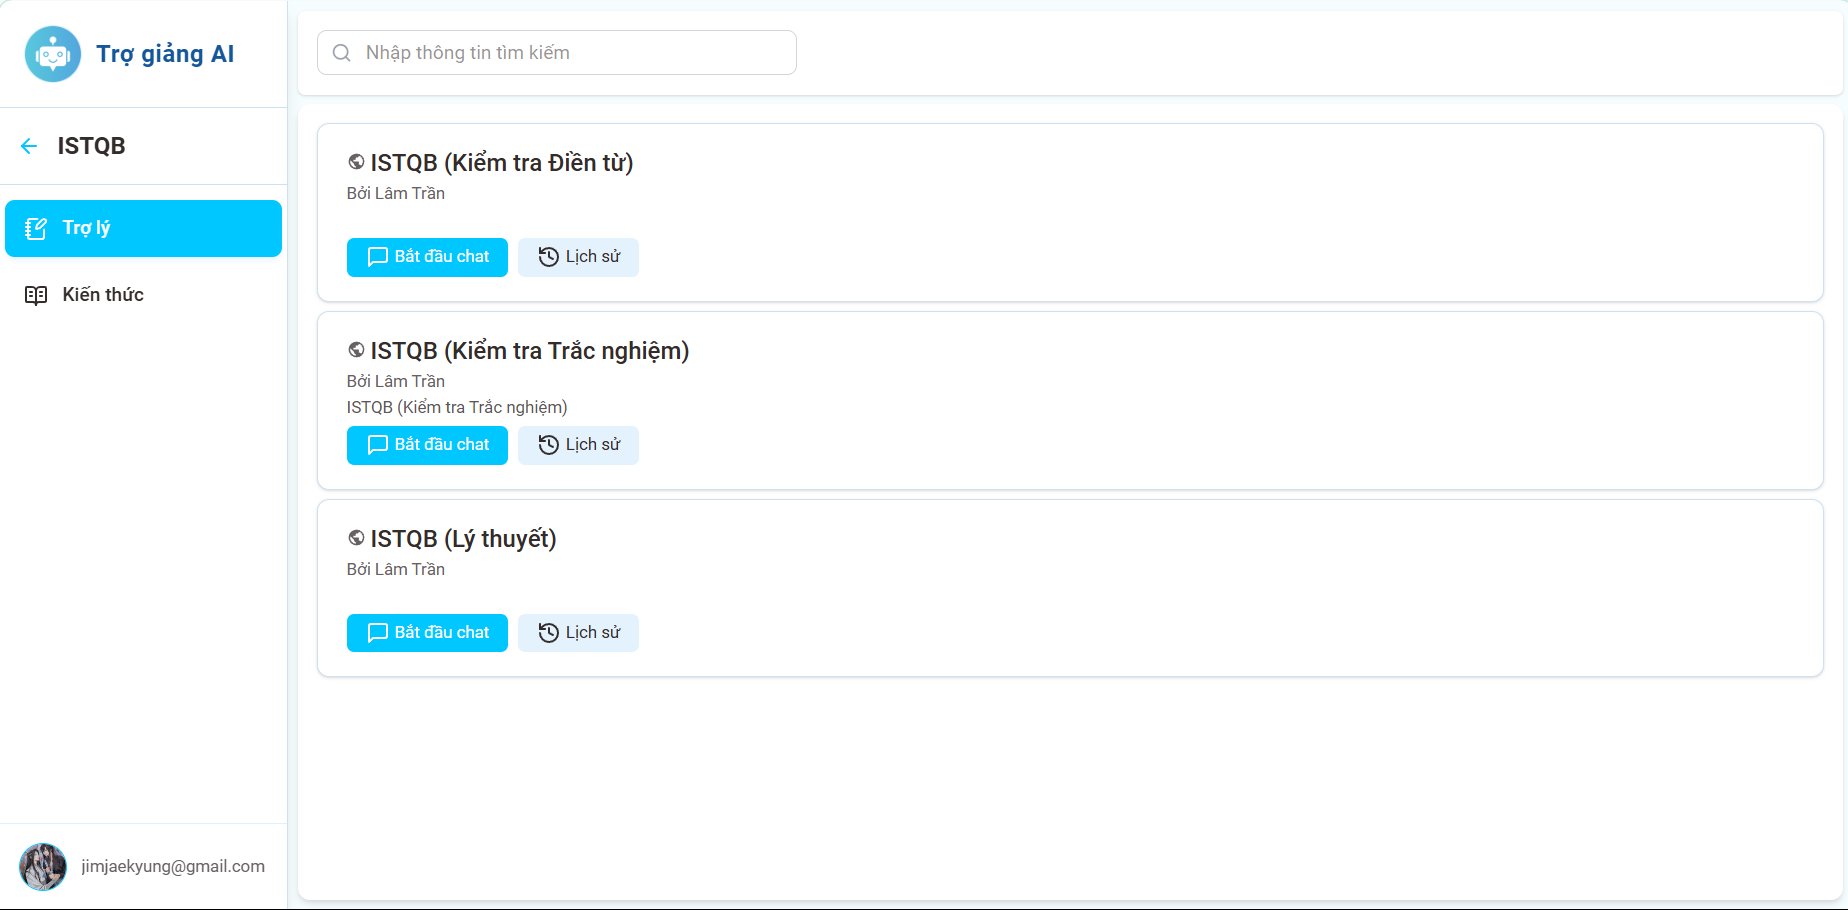 Trợ giảng AI
ISTQB
Trợ lý
Kiến thức
jimjaekyung@gmail.com
Nhập thông tin tìm kiếm
ISTQB (Kiểm tra Điền từ)
Bởi Lâm Trần
Bắt đầu chat
Lịch sử
ISTQB (Kiểm tra Trắc nghiệm)
Bởi Lâm Trần
ISTQB (Kiểm tra Trắc nghiệm)
Bắt đầu chat
Lịch sử
ISTQB (Lý thuyết)
Bởi Lâm Trần
Bắt đầu chat
Lịch sử